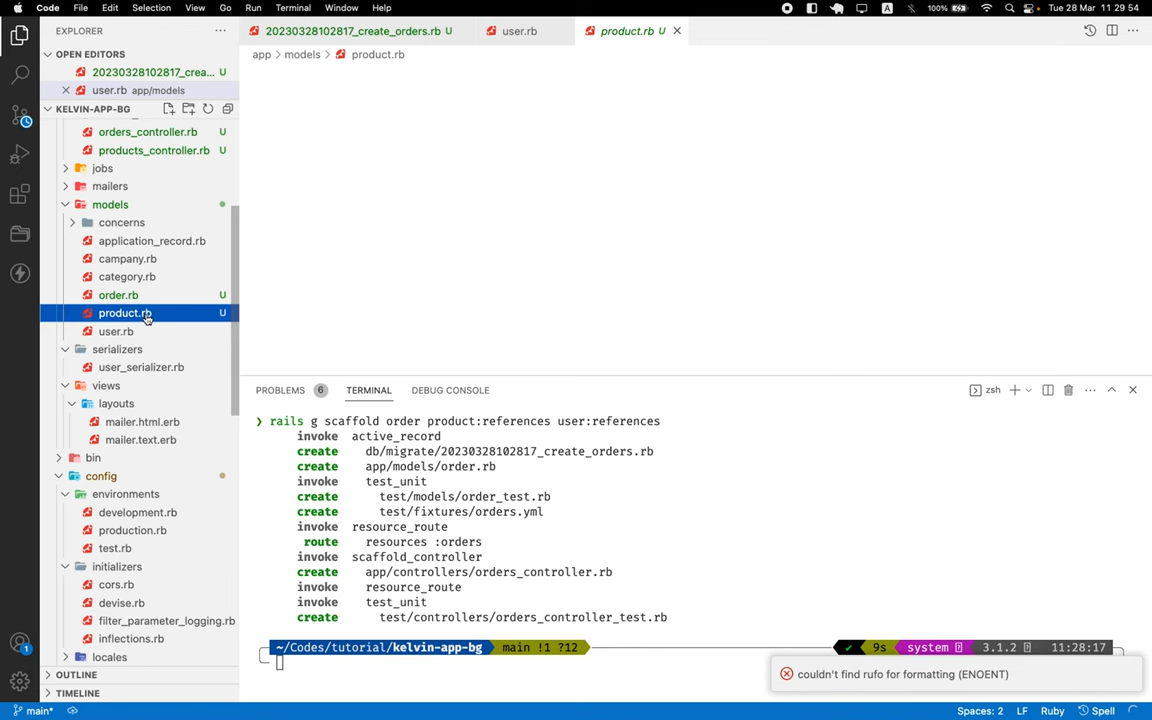 Code File Edit Selection View Go Run Terminal Window Help A 100% Tue 28 Mar 11 29 54
EXPLORER
OPEN EDITORS
20230328102817_crea... U
user.rb app/models
KELVIN-APP-BG
orders_controller.rb U
products_controller.rb U
jobs
mailers
models
concerns
application_record.rb
campany.rb
category.rb
order.rb U
product.rb U
user.rb
serializers
user_serializer.rb
views
layouts
mailer.html.erb
mailer.text.erb
bin
config
environments
development.rb
production.rb
test.rb
initializers
cors.rb
devise.rb
filter_parameter_logging.rb
inflections.rb
locales
OUTLINE
TIMELINE
20230328102817_create_orders.rb U user.rb product.rb U
app > models > product.rb
PROBLEMS 6 TERMINAL DEBUG CONSOLE zsh
❯ rails g scaffold order product:references user:references
invoke active_record
create db/migrate/20230328102817_create_orders.rb
create app/models/order.rb
invoke test_unit
create test/models/order_test.rb
create test/fixtures/orders.yml
invoke resource_route
route resources :orders
invoke scaffold_controller
create app/controllers/orders_controller.rb
invoke resource_route
invoke test_unit
create test/controllers/orders_controller_test.rb
~/Codes/tutorial/kelvin-app-bg main !1 ?12 ✓ 9s system 3.1.2 11:28:17
couldn't find rufo for formatting (ENOENT)
main* Spaces: 2 LF Ruby Spell
1